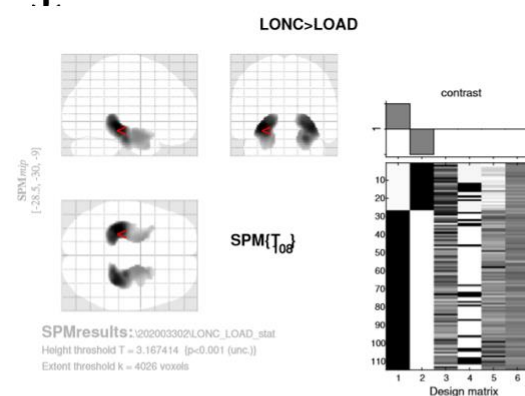 LONC>LOAD
contrast
1
SPMmip
[-28.5, -30, -9]
SPM{T108}
SPMresults: .\202003302\LONC_LOAD_stat
Height threshold T = 3.167414 {p<0.001 (unc.)}
Extent threshold k = 4026 voxels
10
20
30
40
50
60
70
80
90
100
110
1 2 3 4 5 6
Design matrix